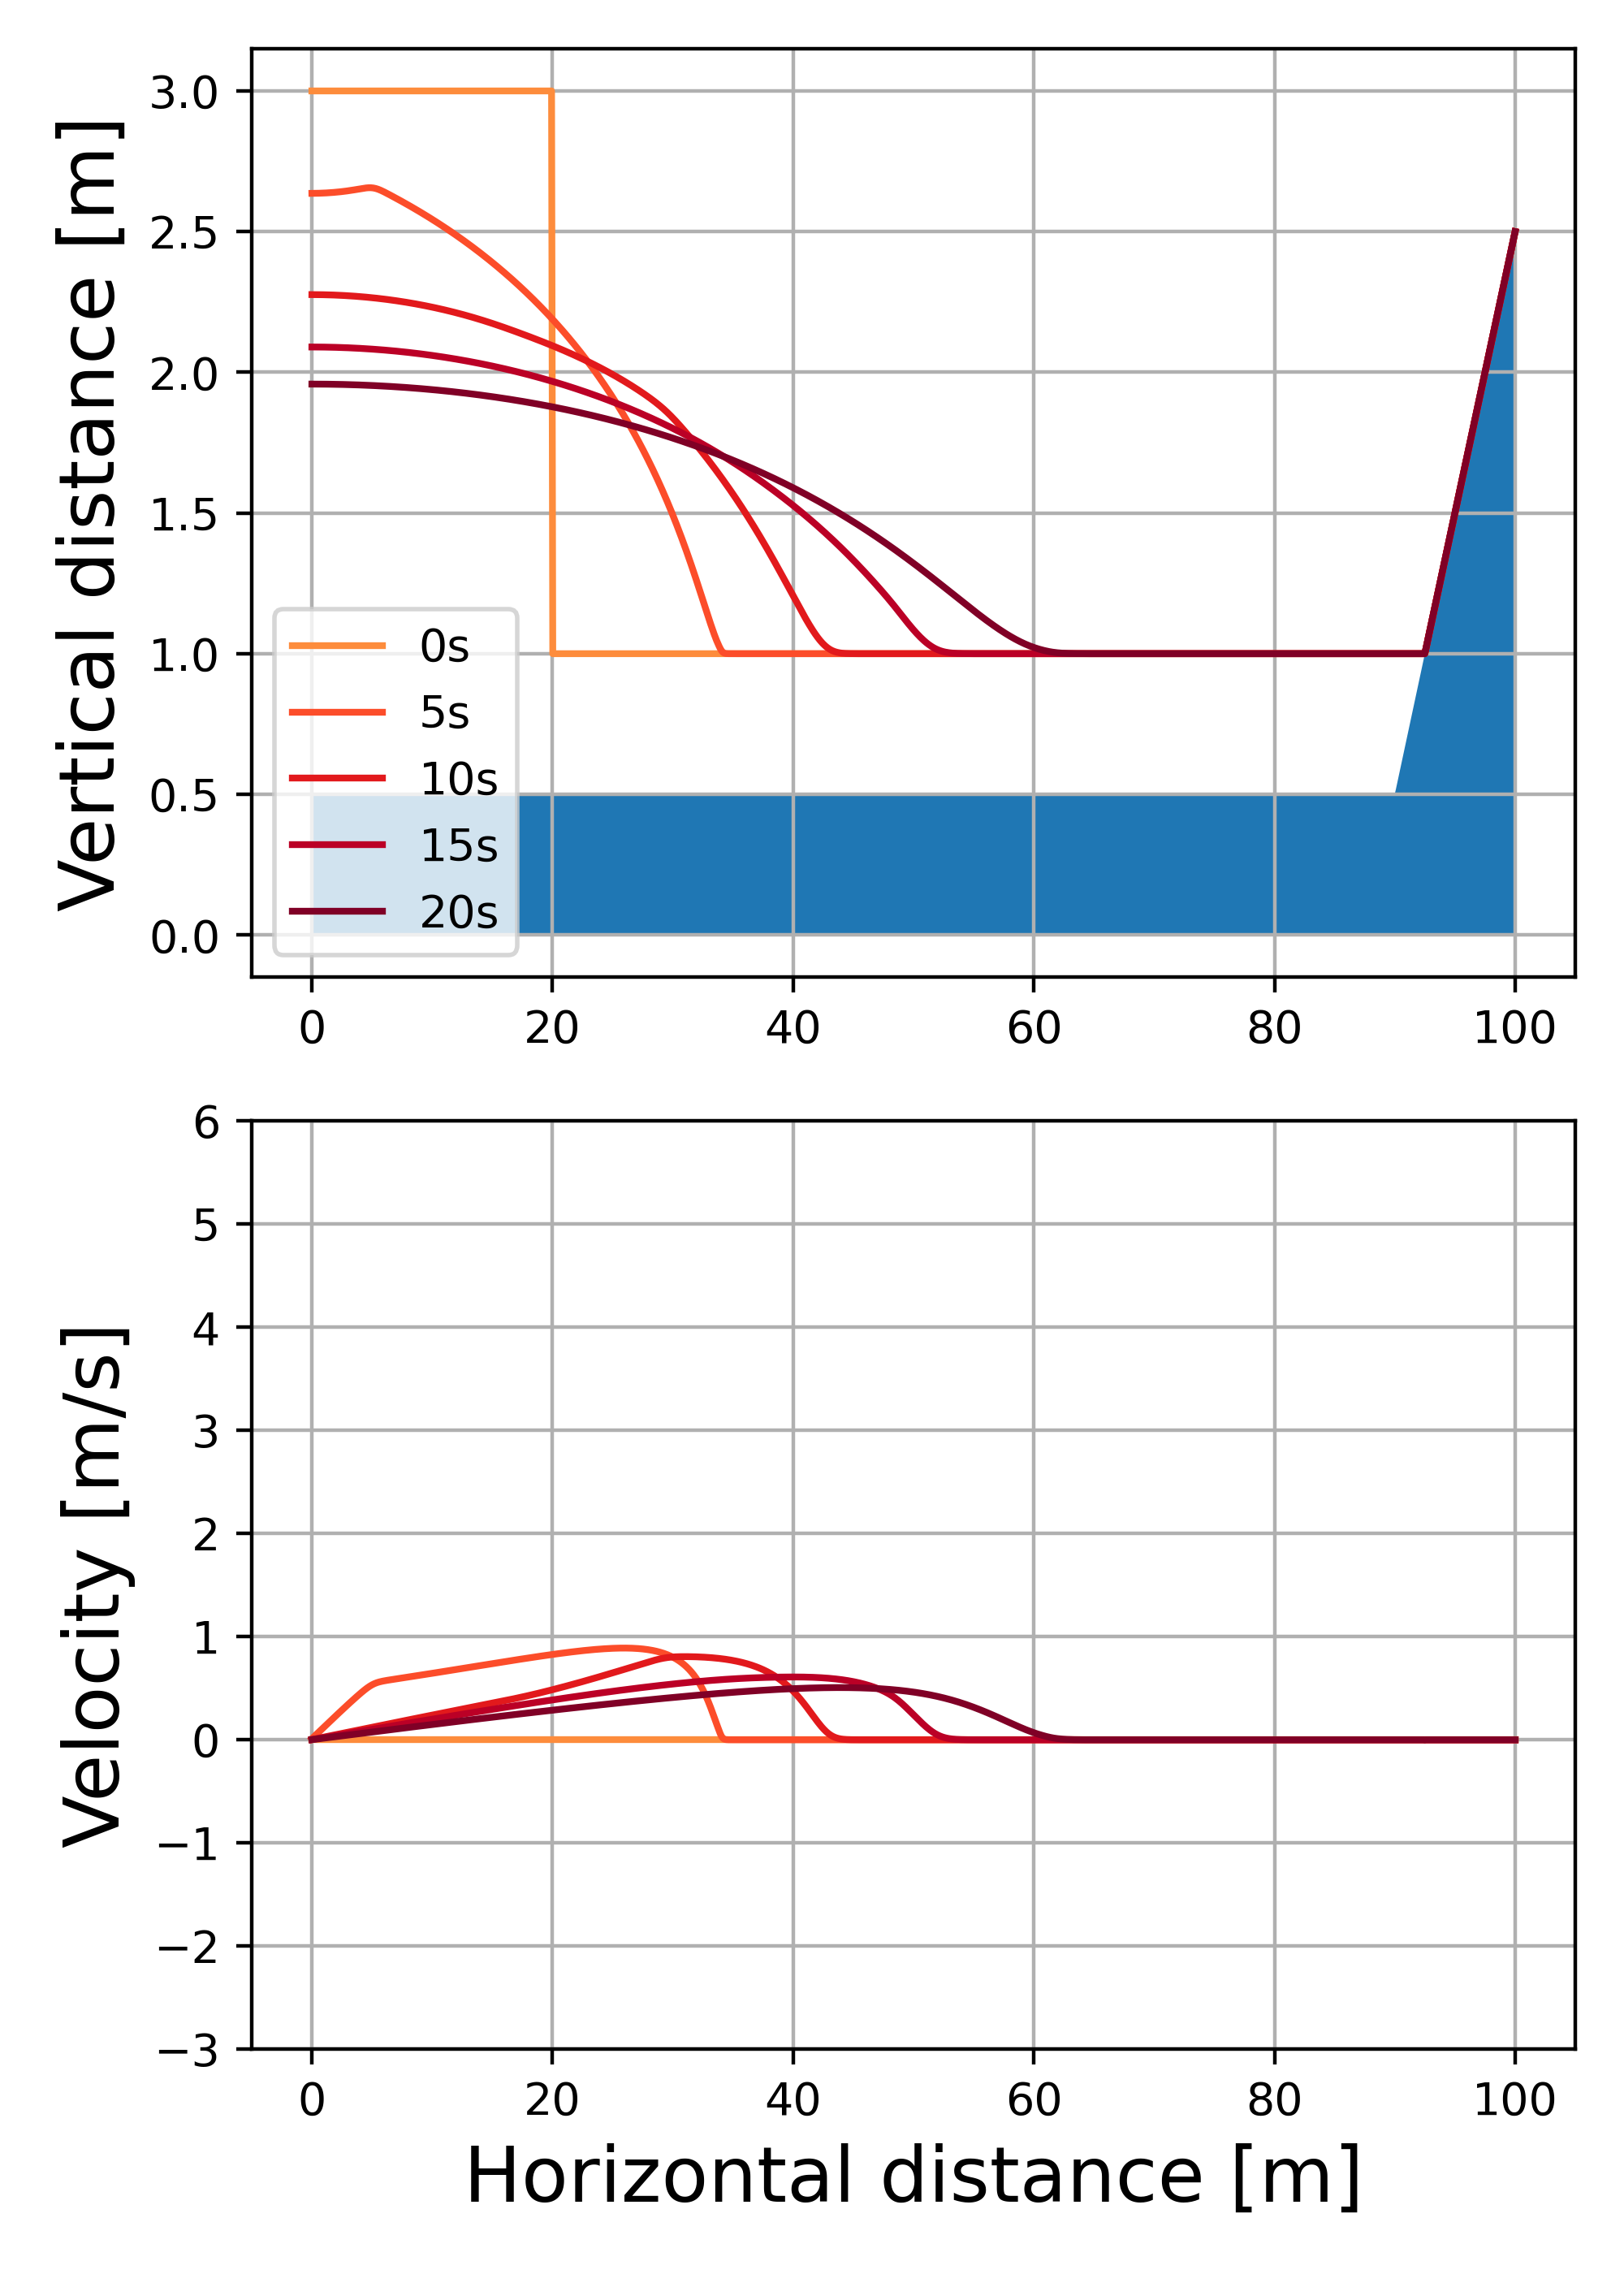 Vertical distance [m]
3.0
2.5
2.0
1.5
1.0
0.5
0.0
0s
5s
10s
15s
20s
0 20 40 60 80 100
Velocity [m/s]
6
5
4
3
2
1
0
−1
−2
−3
0 20 40 60 80 100
Horizontal distance [m]